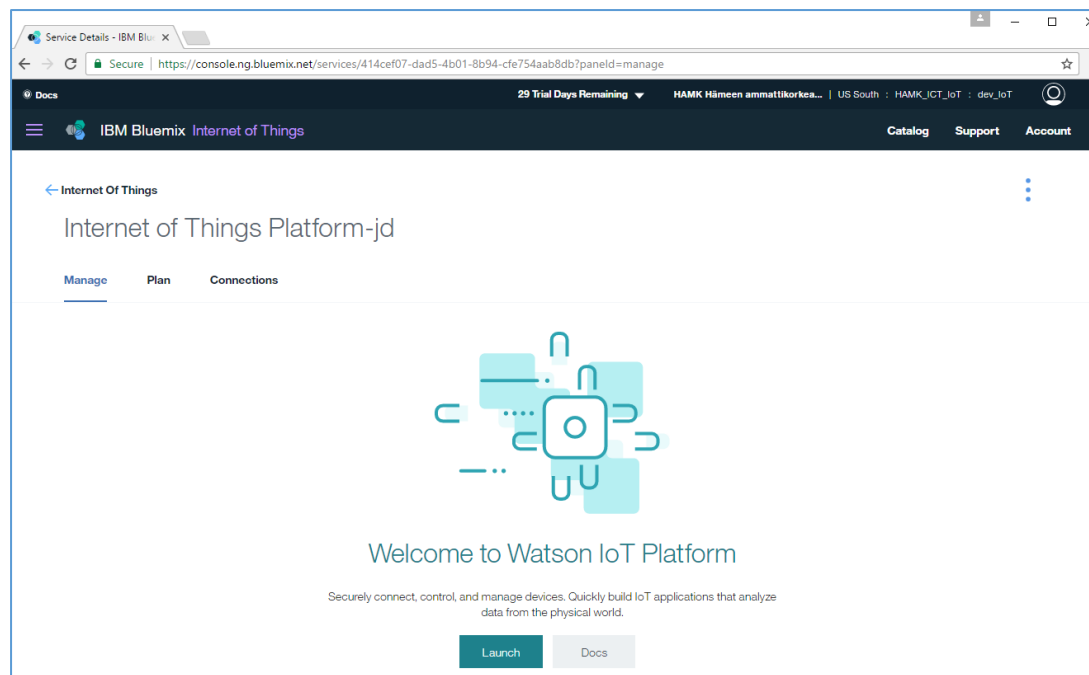 Service Details - IBM Blu
Secure | https://console.ng.bluemix.net/services/414cef07-dad5-4b01-8b94-cfe754aab8db?paneId=manage
Docs 29 Trial Days Remaining HAMK Hämeen ammattikorkea... | US South : HAMK_ICT_IoT : dev_IoT
IBM Bluemix Internet of Things Catalog Support Account
Internet Of Things
Internet of Things Platform-jd
Manage Plan Connections
Welcome to Watson IoT Platform
Securely connect, control, and manage devices. Quickly build IoT applications that analyze
data from the physical world.
Launch Docs